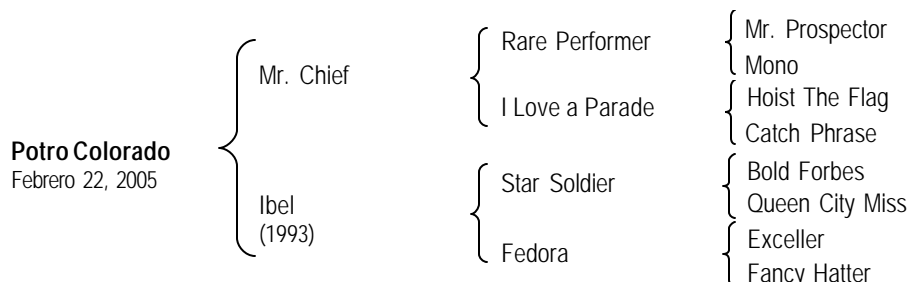 Potro Colorado
Febrero 22, 2005
Mr. Chief
Ibel
(1993)
Rare Performer
I Love a Parade
Star Soldier
Fedora
Mr. Prospector
Mono
Hoist The Flag
Catch Phrase
Bold Forbes
Queen City Miss
Exceller
Fancy Hatter